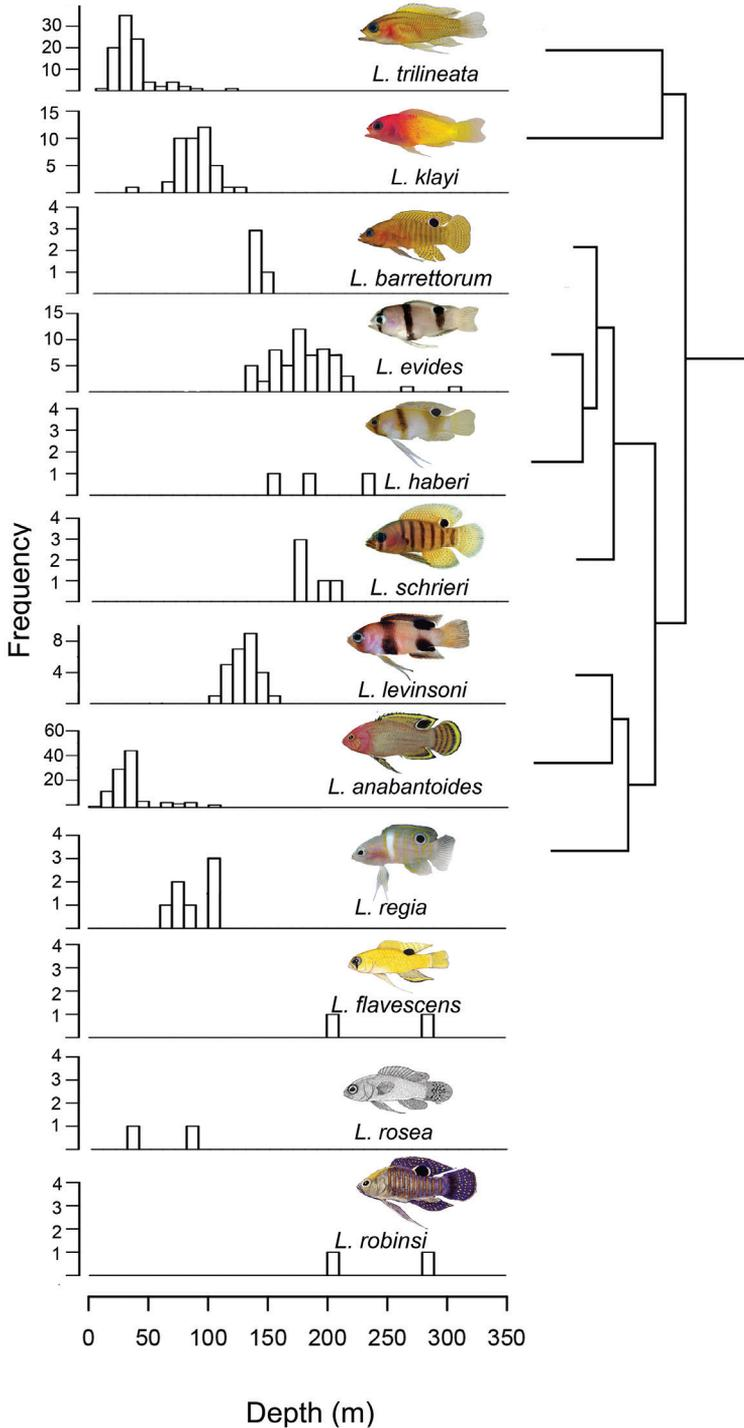 30
20
10
L. trilineata
15
10
5
L. klayi
4
3
2
1
L. barrettorum
15
10
5
L. evides
4
3
2
1
L. haberi
4
3
2
1
L. schrieri
Frequency
8
4
L. levinsoni
60
40
20
L. anabantoides
4
3
2
1
L. regia
4
3
2
1
L. flavescens
4
3
2
1
L. rosea
4
3
2
1
L. robinsi
0 50 100 150 200 250 300 350
Depth (m)